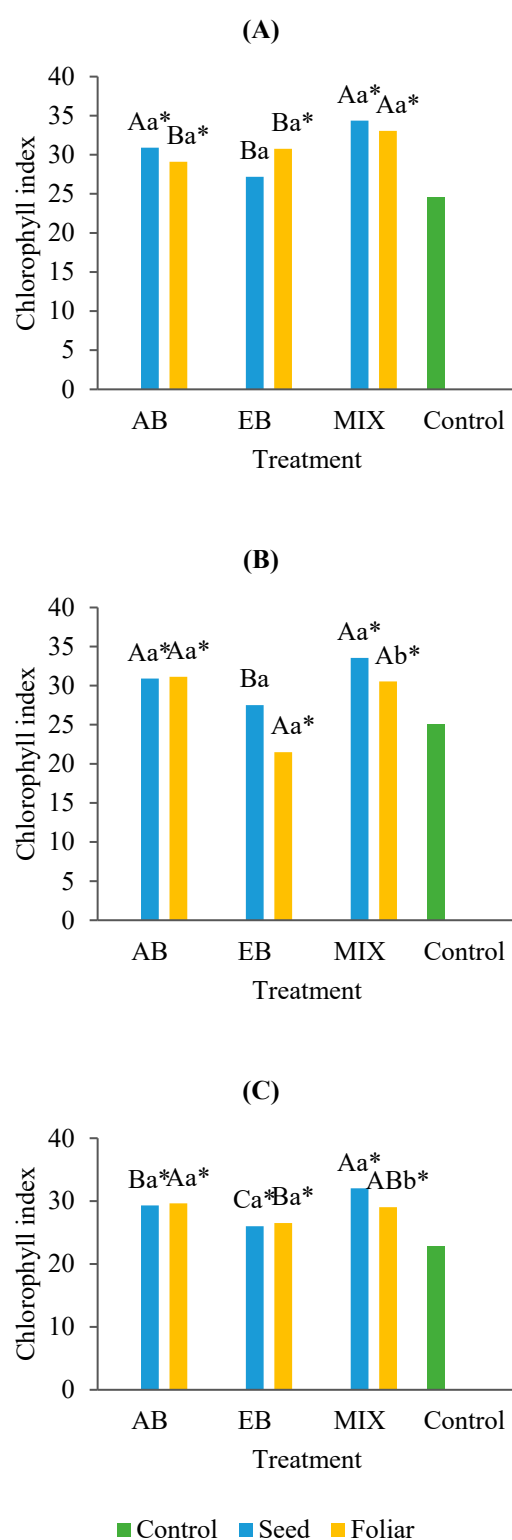 (A)
Chlorophyll index
40
35
30
25
20
15
10
5
0
Aa*
Ba*
Ba
Ba*
Aa*
Aa*
AB EB MIX Control
Treatment
(B)
Chlorophyll index
40
35
30
25
20
15
10
5
0
Aa*
Aa*
Ba
Aa*
Aa*
Ab*
AB EB MIX Control
Treatment
(C)
Chlorophyll index
40
30
20
10
0
Ba*
Aa*
Ca*
Ba*
Aa*
ABb*
AB EB MIX Control
Treatment
Control Seed Foliar